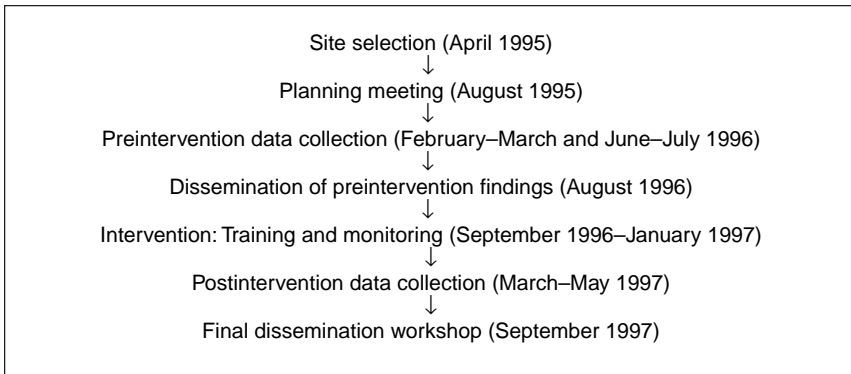 Site selection (April 1995)
↓
Planning meeting (August 1995)
↓
Preintervention data collection (February–March and June–July 1996)
↓
Dissemination of preintervention findings (August 1996)
↓
Intervention: Training and monitoring (September 1996–January 1997)
↓
Postintervention data collection (March–May 1997)
↓
Final dissemination workshop (September 1997)